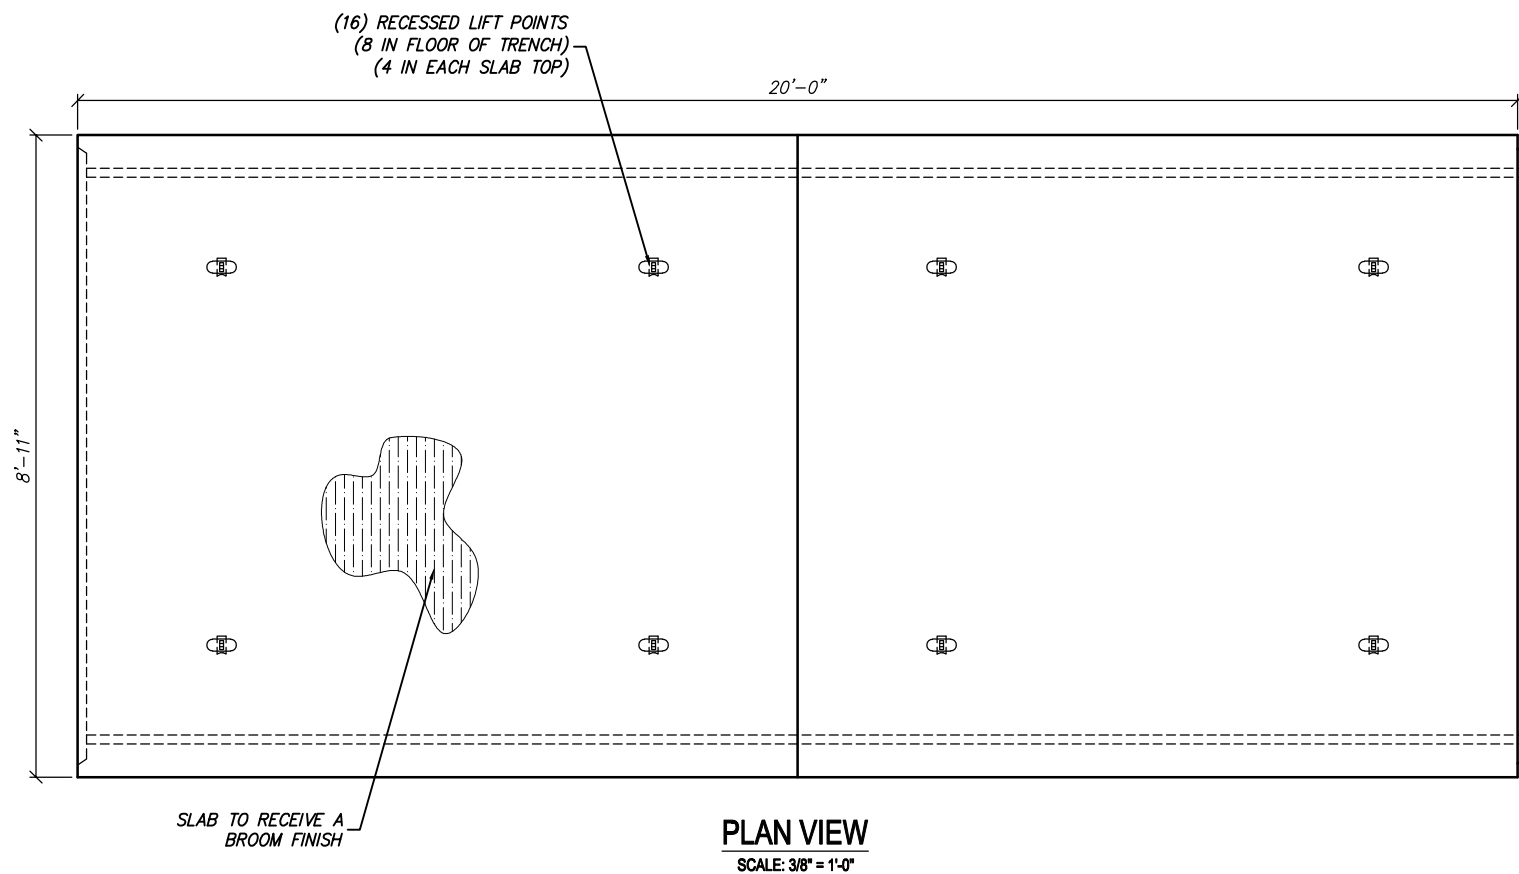 (16) RECESSED LIFT POINTS
(8 IN FLOOR OF TRENCH)
(4 IN EACH SLAB TOP)
20'-0"
8'-11"
SLAB TO RECEIVE A
BROOM FINISH
PLAN VIEW
SCALE: 3/8" = 1'-0"